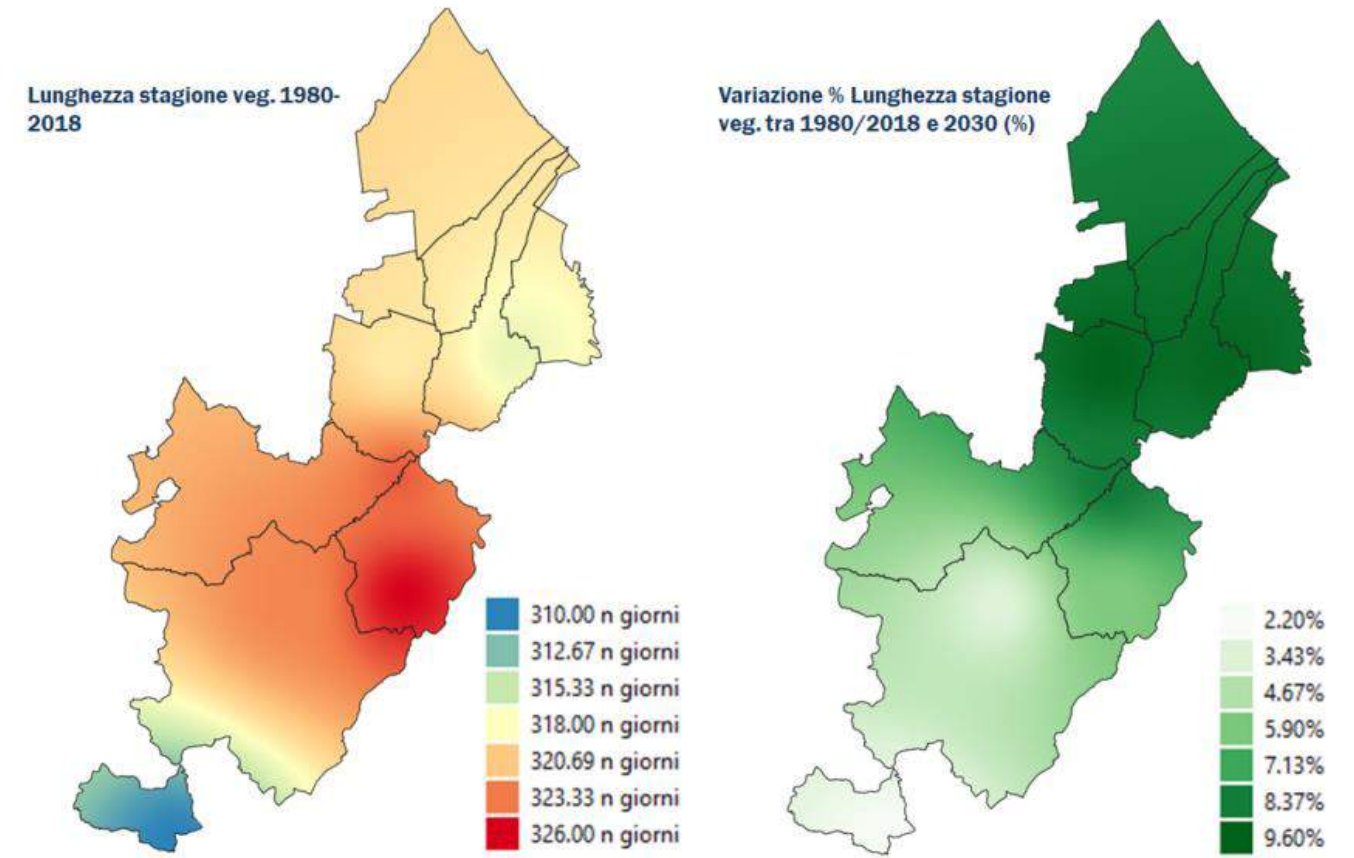 Lunghezza stagione veg. 1980-
2018
310.00 n giorni
312.67 n giorni
315.33 n giorni
318.00 n giorni
320.69 n giorni
323.33 n giorni
326.00 n giorni
Variazione % Lunghezza stagione
veg. tra 1980/2018 e 2030 (%)
2.20%
3.43%
4.67%
5.90%
7.13%
8.37%
9.60%